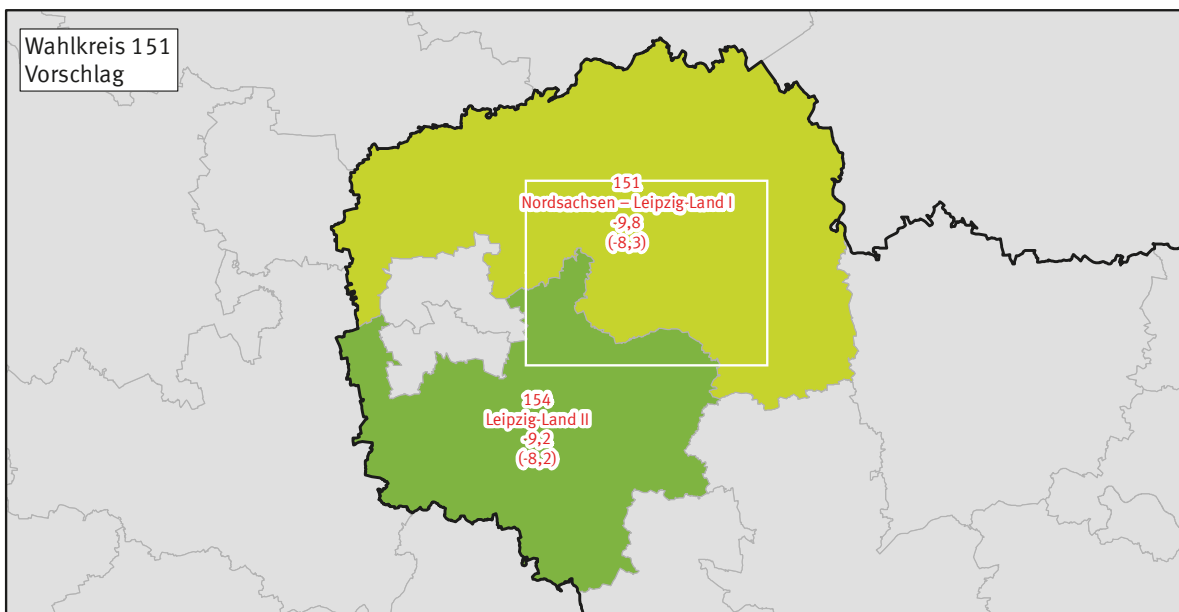 Wahlkreis 151
Vorschlag
151
Nordsachsen – Leipzig-Land I
-9,8
(-8,3)
154
Leipzig-Land II
-9,2
(-8,2)